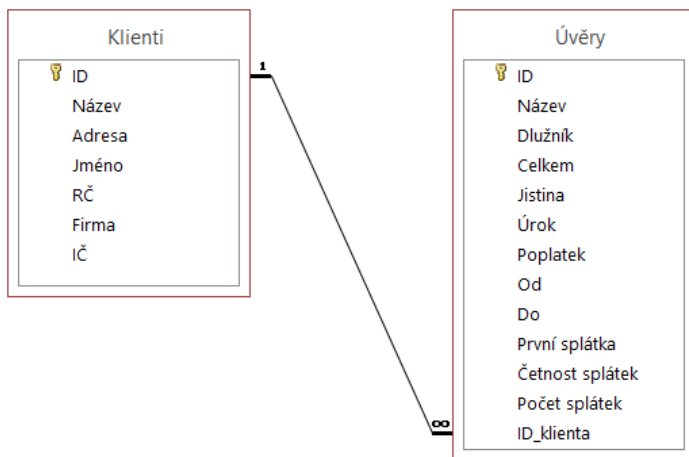 Klienti
ID
Název
Adresa
Jméno
RČ
Firma
IČ
1
∞
Úvěry
ID
Název
Dlužník
Celkem
Jistina
Úrok
Poplatek
Od
Do
První splátka
Četnost splátek
Počet splátek
ID_klienta